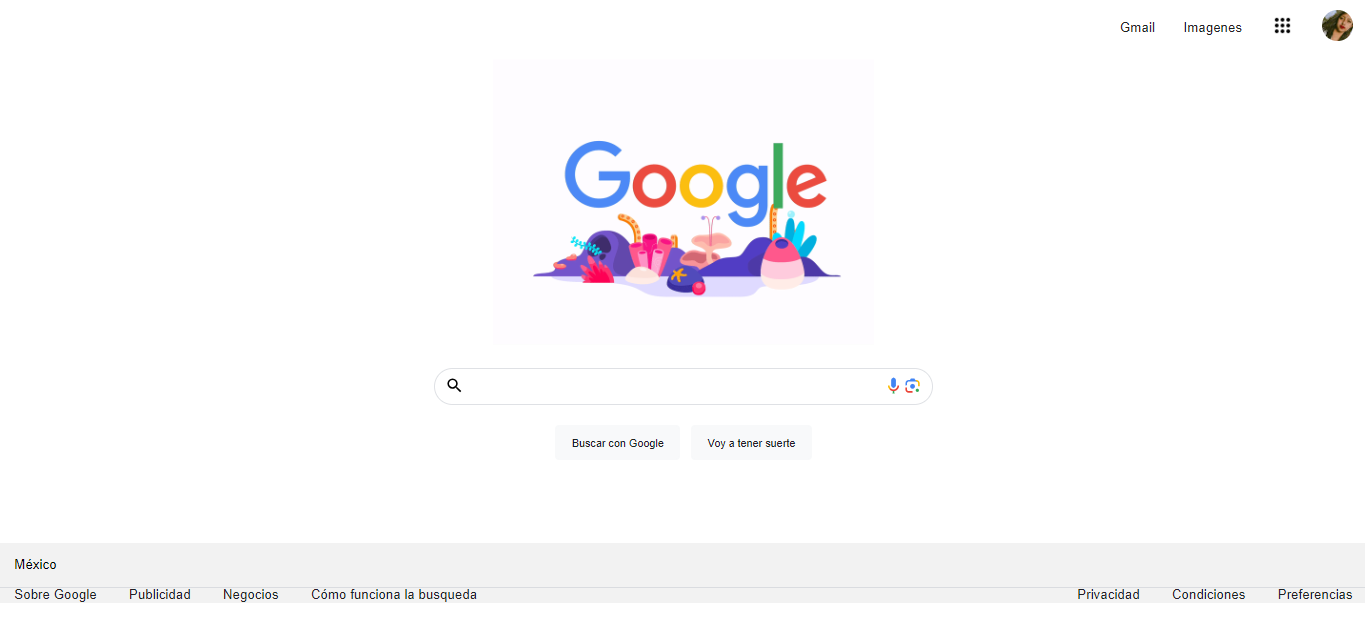 Gmail Imagenes
Google
Buscar con Google Voy a tener suerte
México
Sobre Google Publicidad Negocios Cómo funciona la busqueda Privacidad Condiciones Preferencias